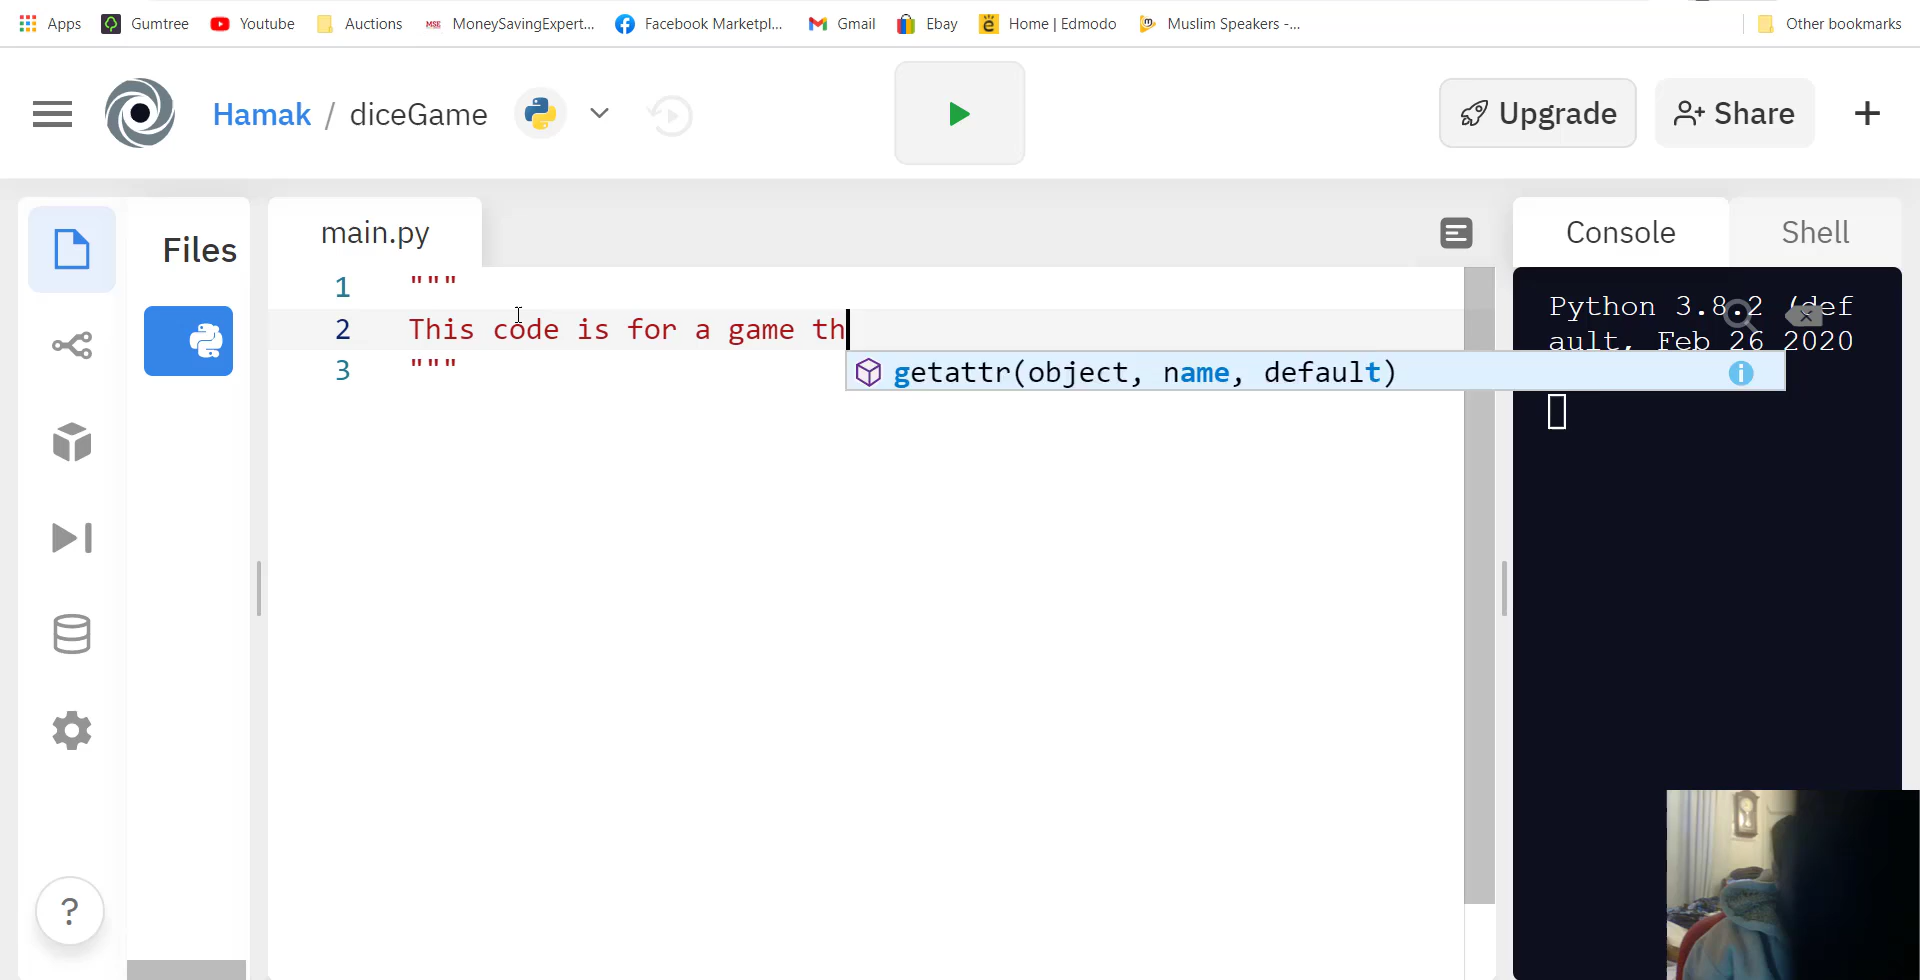 Apps Gumtree Youtube Auctions MSE MoneySavingExpert... Facebook Marketpl... Gmail Ebay Home | Edmodo Muslim Speakers -... Other bookmarks
Hamak / diceGame Upgrade Share +
Files
main.py
Console Shell
1 """
2 This code is for a game th
3 """
getattr(object, name, default)
Python 3.8.2 (def
ault, Feb 26 2020
?